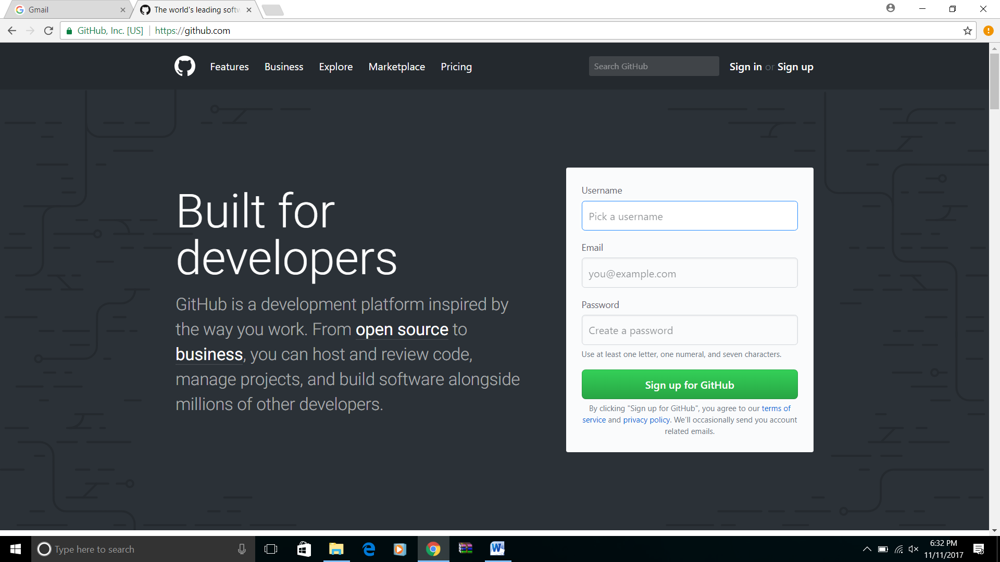 Gmail
The world's leading softw
GitHub, Inc. [US]
https://github.com
Features
Business
Explore
Marketplace
Pricing
Search GitHub
Sign in or Sign up
Built for
developers
GitHub is a development platform inspired by
the way you work. From open source to
business, you can host and review code,
manage projects, and build software alongside
millions of other developers.
Username
Pick a username
Email
you@example.com
Password
Create a password
Use at least one letter, one numeral, and seven characters.
Sign up for GitHub
By clicking "Sign up for GitHub", you agree to our terms of
service and privacy policy. We’ll occasionally send you account
related emails.
Type here to search
6:32 PM
11/11/2017